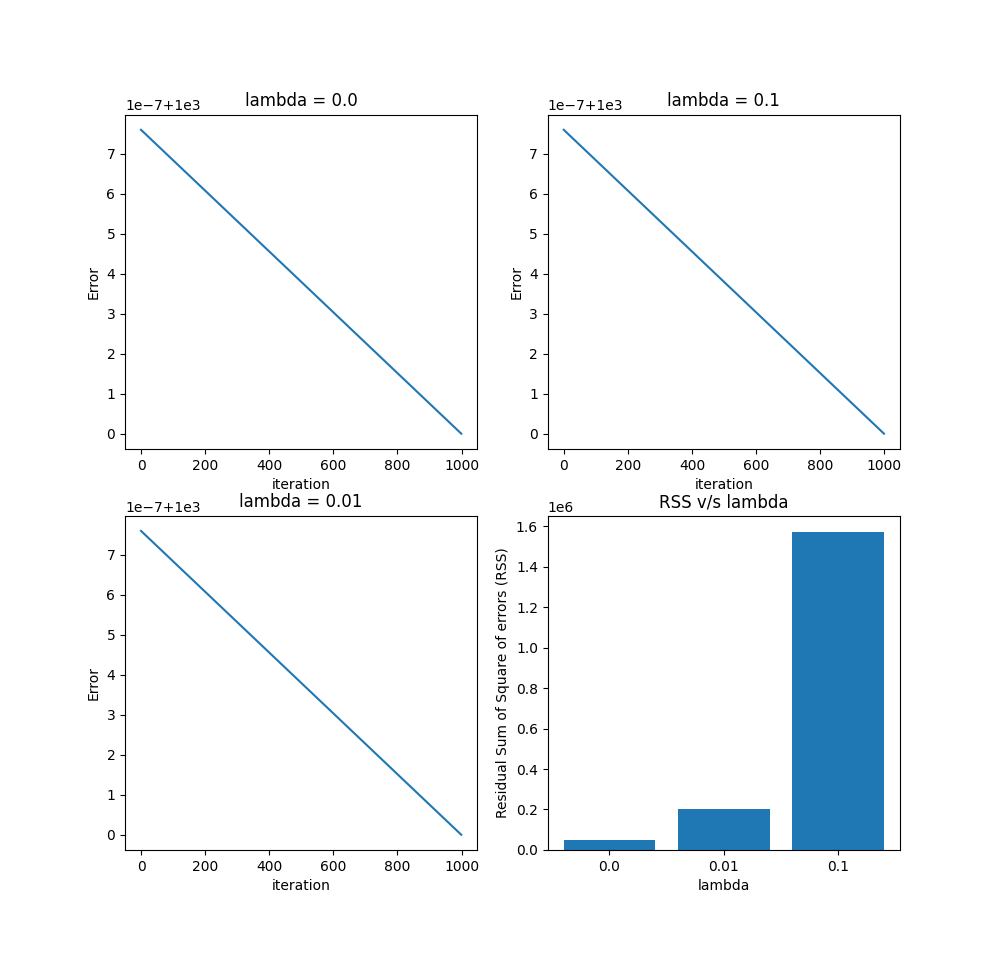 lambda = 0.0
1e−7+1e3
Error
7
6
5
4
3
2
1
0
0 200 400 600 800 1000
iteration
lambda = 0.1
1e−7+1e3
Error
7
6
5
4
3
2
1
0
0 200 400 600 800 1000
iteration
lambda = 0.01
1e−7+1e3
Error
7
6
5
4
3
2
1
0
0 200 400 600 800 1000
iteration
RSS v/s lambda
1e6
Residual Sum of Square of errors (RSS)
1.6
1.4
1.2
1.0
0.8
0.6
0.4
0.2
0.0
0.0 0.01 0.1
lambda